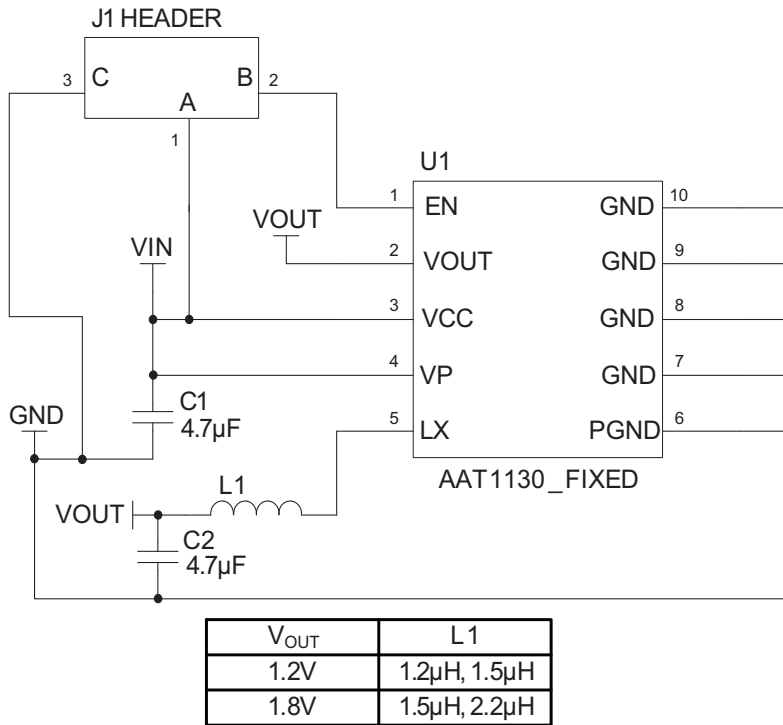 J1 HEADER
3 C B 2
A
1
U1
1 EN GND 10
VOUT
2 VOUT GND 9
VIN
3 VCC GND 8
4 VP GND 7
C1
4.7µF
GND
5 LX PGND 6
AAT1130_FIXED
L1
VOUT
C2
4.7µF
VOUT L1
1.2V 1.2µH, 1.5µH
1.8V 1.5µH, 2.2µH